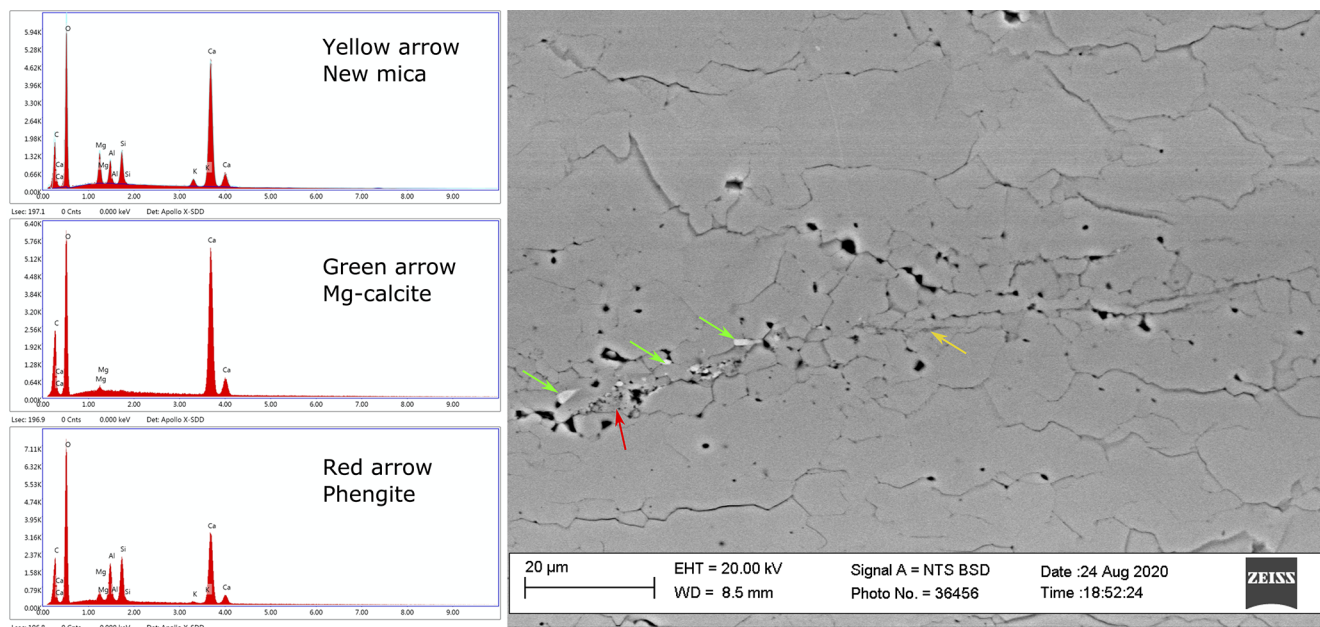 5.94K
5.28K
4.62K
3.96K
3.30K
2.64K
1.98K
1.32K
0.66K
0.00K
O
C
Ca
Ca
Mg
Mg
Al
Al
Si
Si
K
K
Ca
Ca
0.00 1.00 2.00 3.00 4.00 5.00 6.00 7.00 8.00 9.00
Yellow arrow
New mica
Lsec: 197.1 0 Cnts 0.000 keV Det: Apollo X-SDD
6.40K
5.76K
5.12K
4.48K
3.84K
3.20K
2.56K
1.92K
1.28K
0.64K
0.00K
O
C
Ca
Ca
Mg
Mg
Ca
Ca
0.00 1.00 2.00 3.00 4.00 5.00 6.00 7.00 8.00 9.00
Green arrow
Mg-calcite
Lsec: 196.9 0 Cnts 0.000 keV Det: Apollo X-SDD
7.11K
6.32K
5.53K
4.74K
3.95K
3.16K
2.37K
1.58K
0.79K
0.00K
O
C
Ca
Ca
Mg
Mg
Al
Al
Si
Si
K
K
Ca
Ca
0.00 1.00 2.00 3.00 4.00 5.00 6.00 7.00 8.00 9.00
Red arrow
Phengite
20 µm
EHT = 20.00 kV
WD = 8.5 mm
Signal A = NTS BSD
Photo No. = 36456
Date :24 Aug 2020
Time :18:52:24
ZEISS